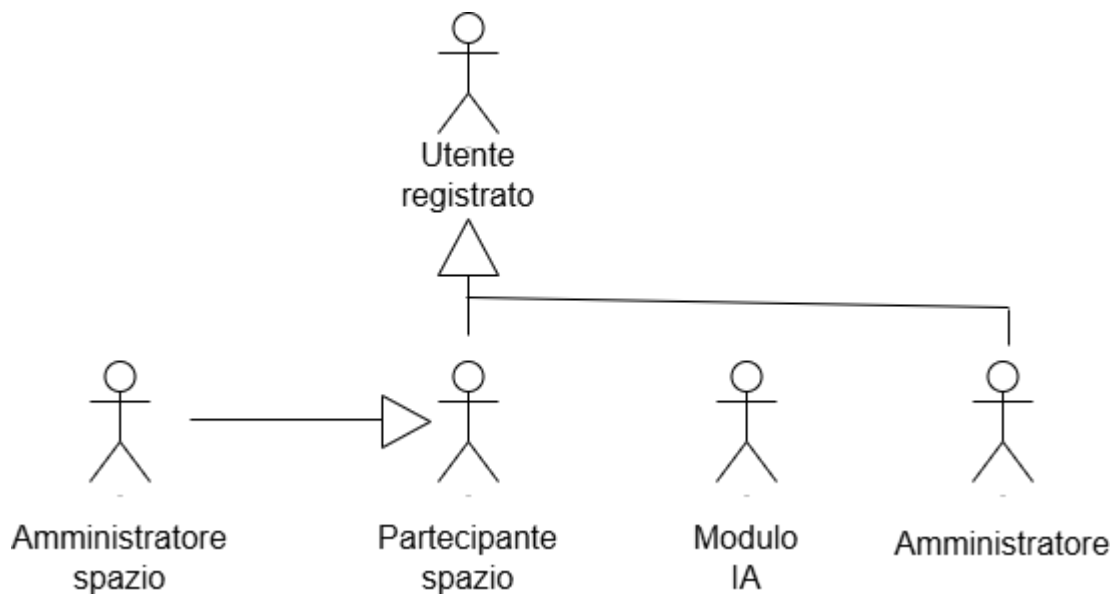 Utente
registrato
Amministratore
spazio
Partecipante
spazio
Modulo
IA
Amministratore